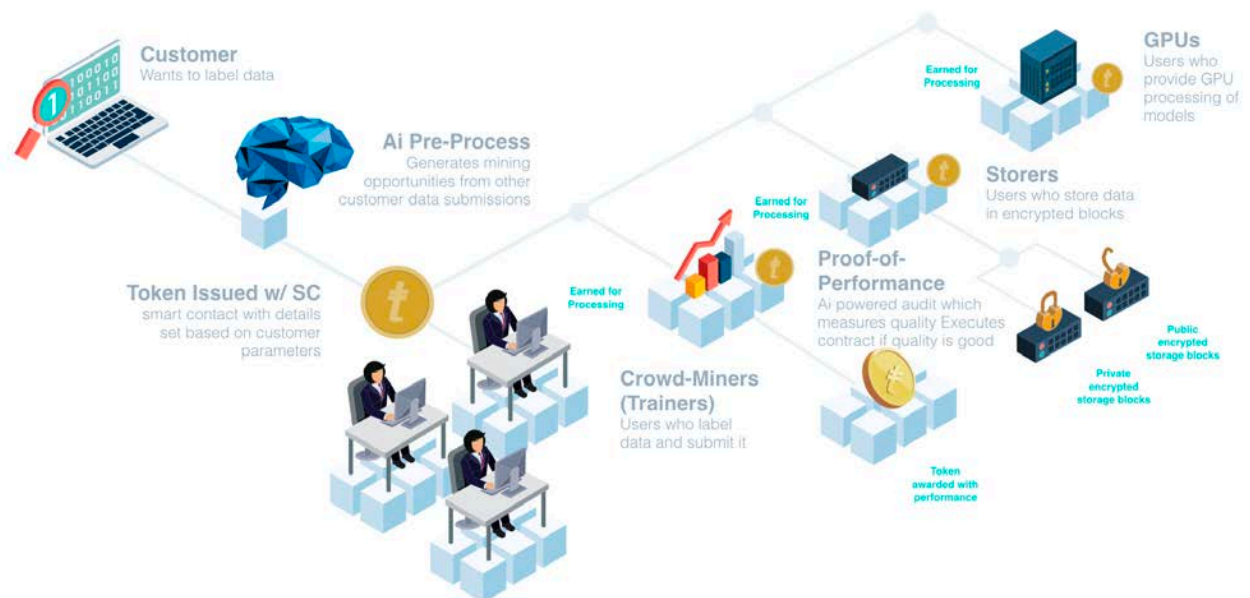 Customer
Wants to label data
1
Ai Pre-Process
Generates mining
opportunities from other
customer data submissions
Token Issued w/ SC
smart contact with details
set based on customer
parameters
Earned for
Processing
Crowd-Miners
(Trainers)
Users who label
data and submit it
Earned for
Processing
Proof-of-
Performance
Ai powered audit which
measures quality Executes
contract if quality is good
Token
awarded with
performance
Earned for
Processing
GPUs
Users who
provide GPU
processing of
models
Storers
Users who store data
in encrypted blocks
Public
encrypted
storage blocks
Private
encrypted
storage blocks